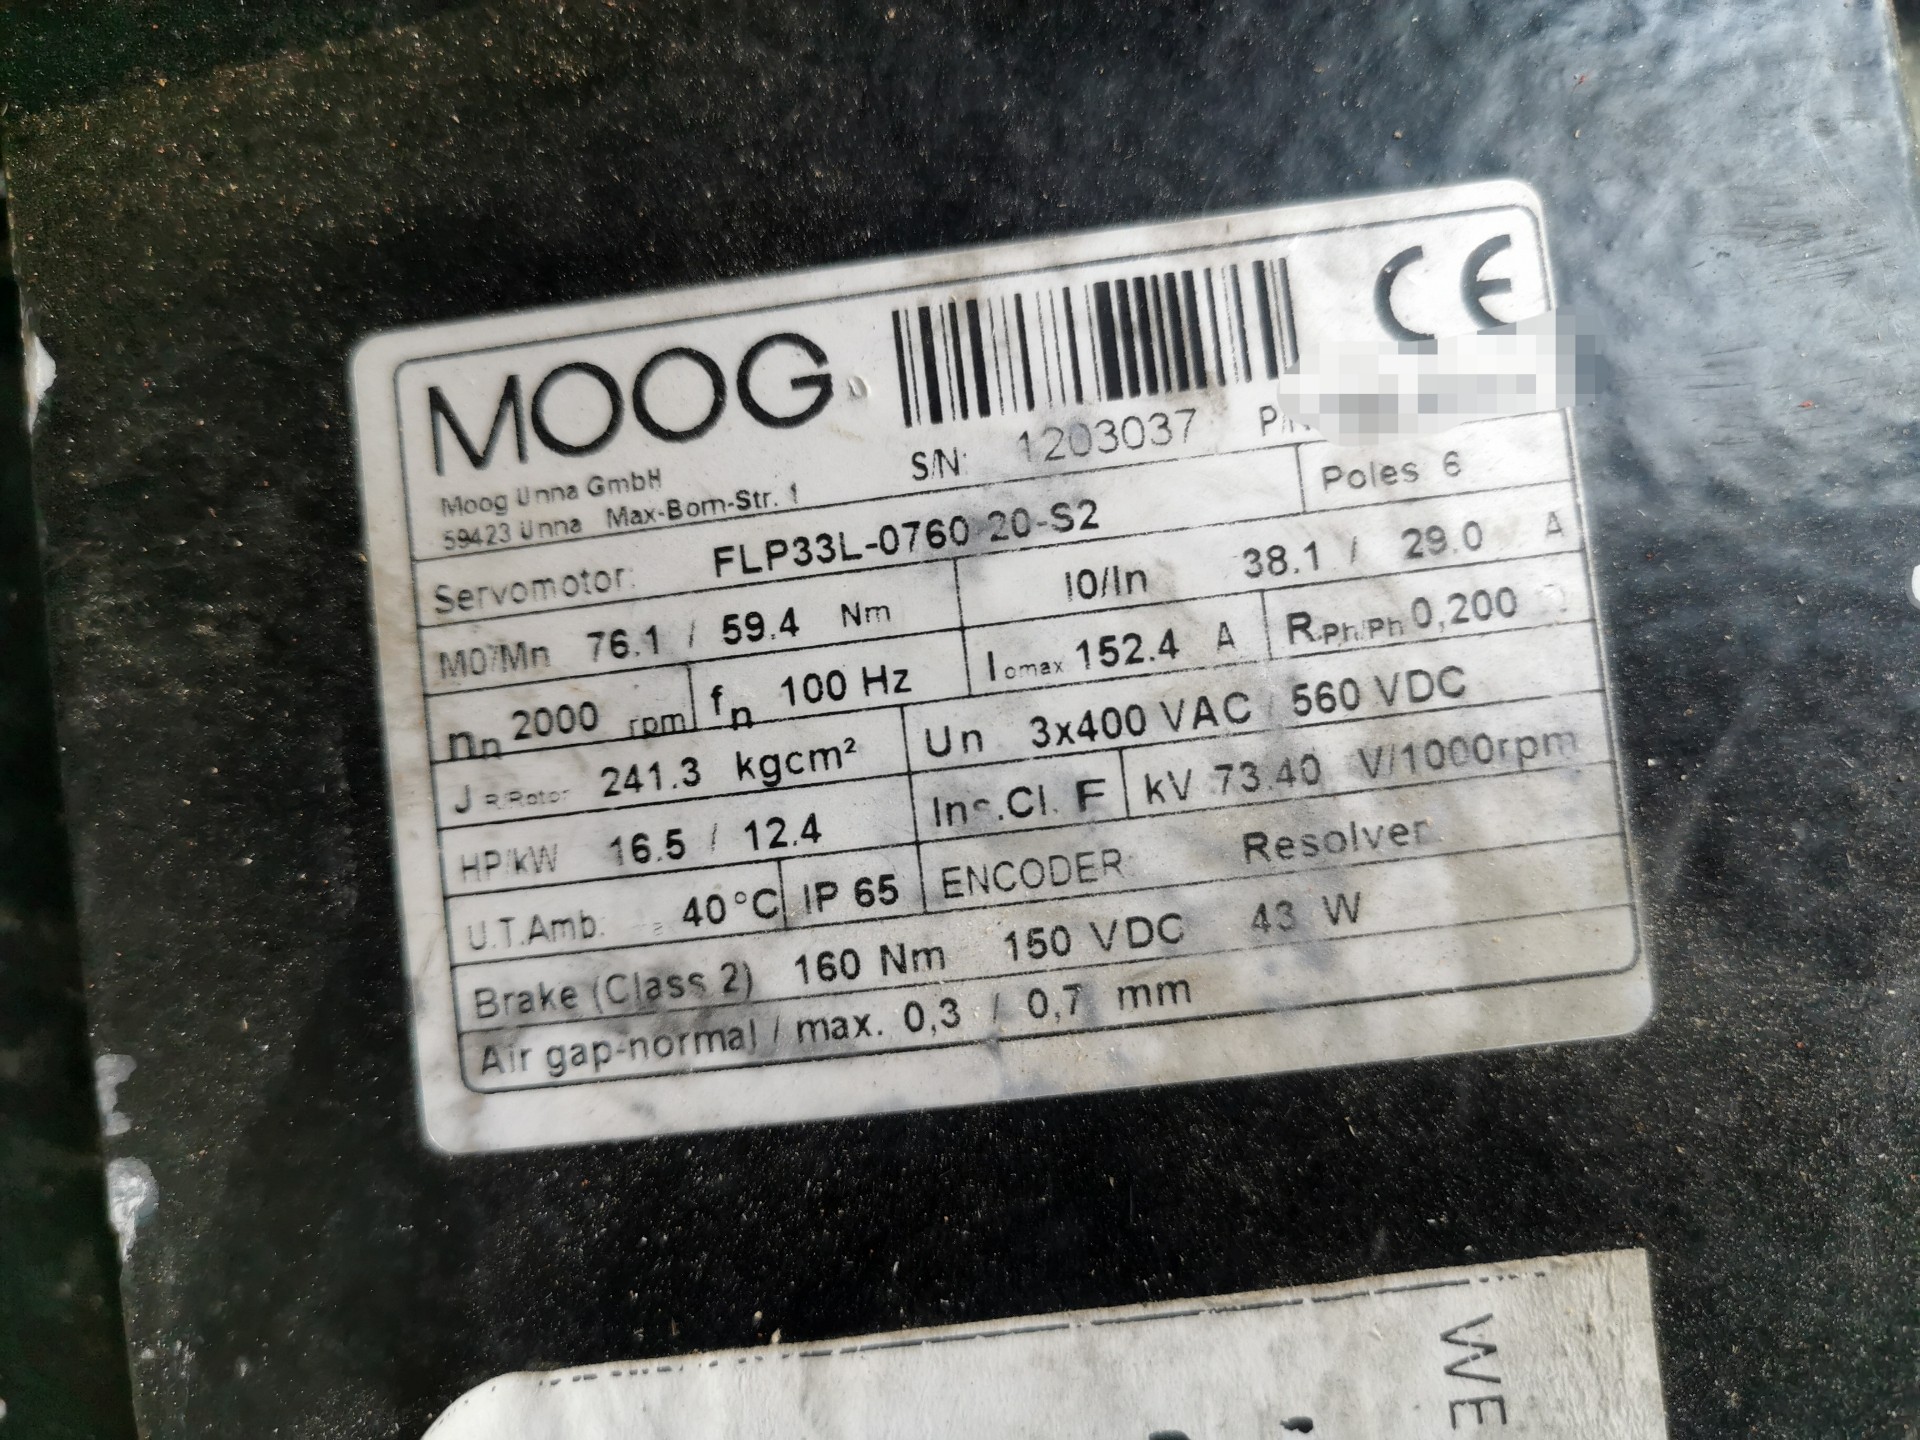 MOOG
CE
S/N: 1203037 P/N
Moog Unna GmbH
59423 Unna Max-Born-Str. 1
Servomotor: FLP33L-0760 20-S2 Poles 6
M0/Mn 76.1 / 59.4 Nm I0/In 38.1 / 29.0 A
nn 2000 rpm fn 100 Hz Iomax 152.4 A RPh/Ph 0,200 Ω
J R/Rotor 241.3 kgcm² Un 3x400 VAC / 560 VDC
HP/kW 16.5 / 12.4 Ins.Cl. F kV 73.40 V/1000rpm
U.T.Amb. 40°C IP 65 ENCODER: Resolver
Brake (Class 2) 160 Nm 150 VDC 43 W
Air gap-normal / max. 0,3 / 0,7 mm
WE